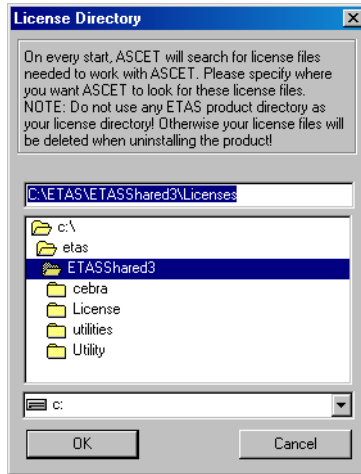 License Directory
On every start, ASCET will search for license files
needed to work with ASCET. Please specify where
you want ASCET to look for these license files.
NOTE: Do not use any ETAS product directory as
your license directory! Otherwise your license files will
be deleted when uninstalling the product!
C:\ETAS\ETASShared3\Licenses
c:\
etas
ETASShared3
cebra
License
utilities
Utility
c:
OK Cancel